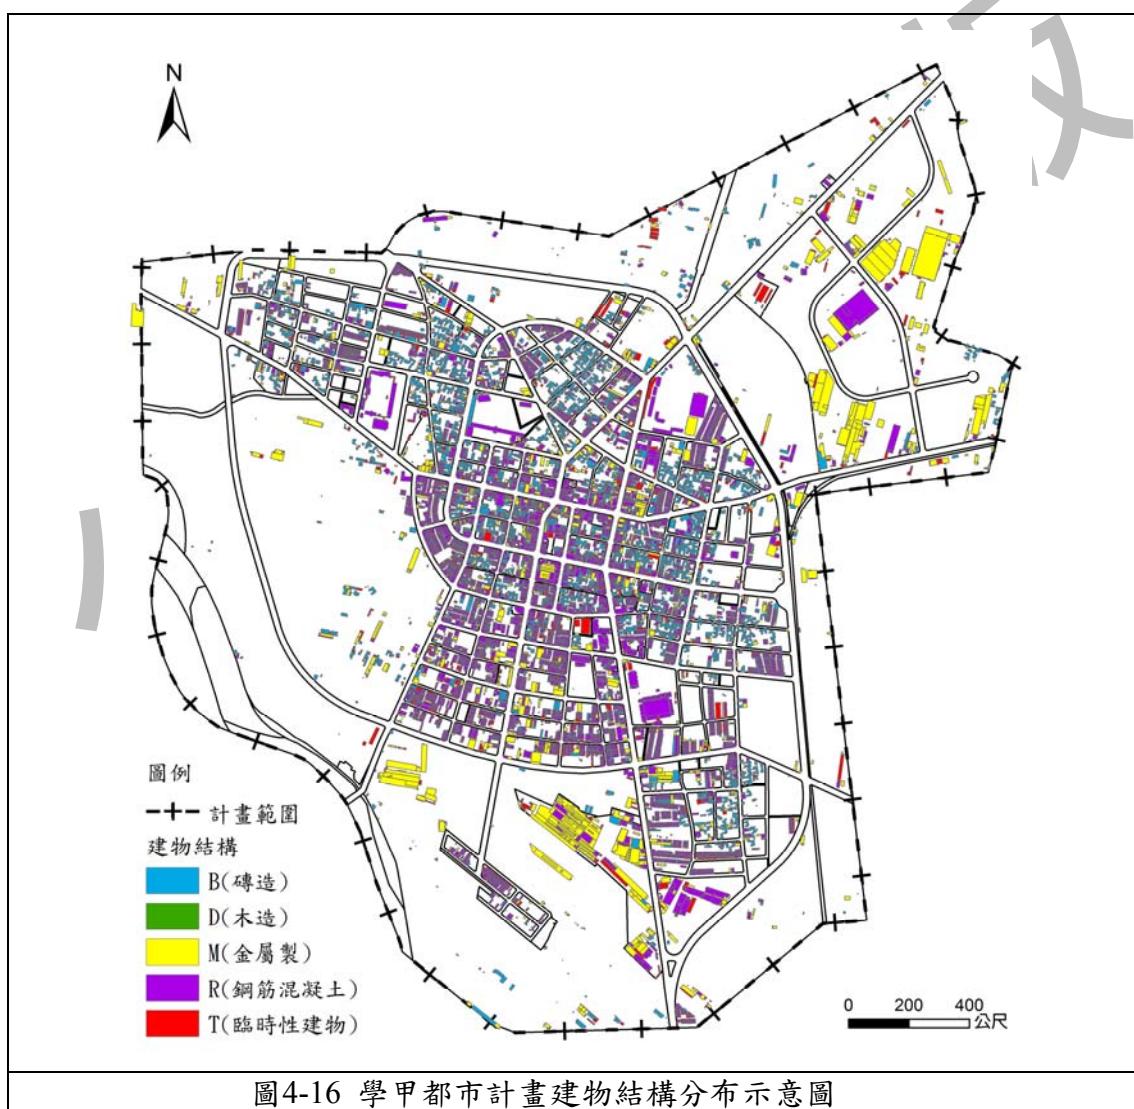 N
圖例
計畫範圍
建物結構
B(磚造)
D(木造)
M(金屬製)
R(鋼筋混凝土)
T(臨時性建物)
0 200 400
公尺
圖4-16 學甲都市計畫建物結構分布示意圖